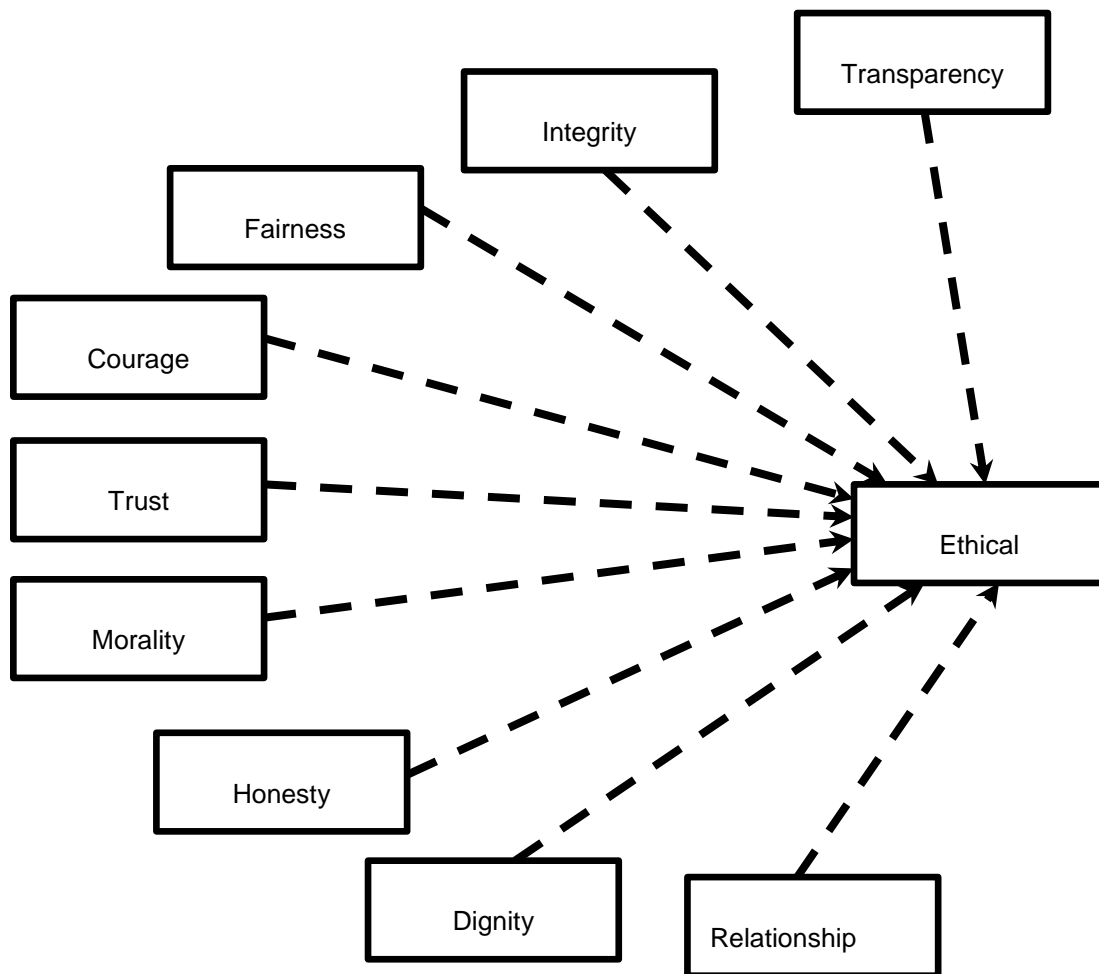 Transparency
Integrity
Fairness
Courage
Trust
Ethical
Morality
Honesty
Dignity
Relationship